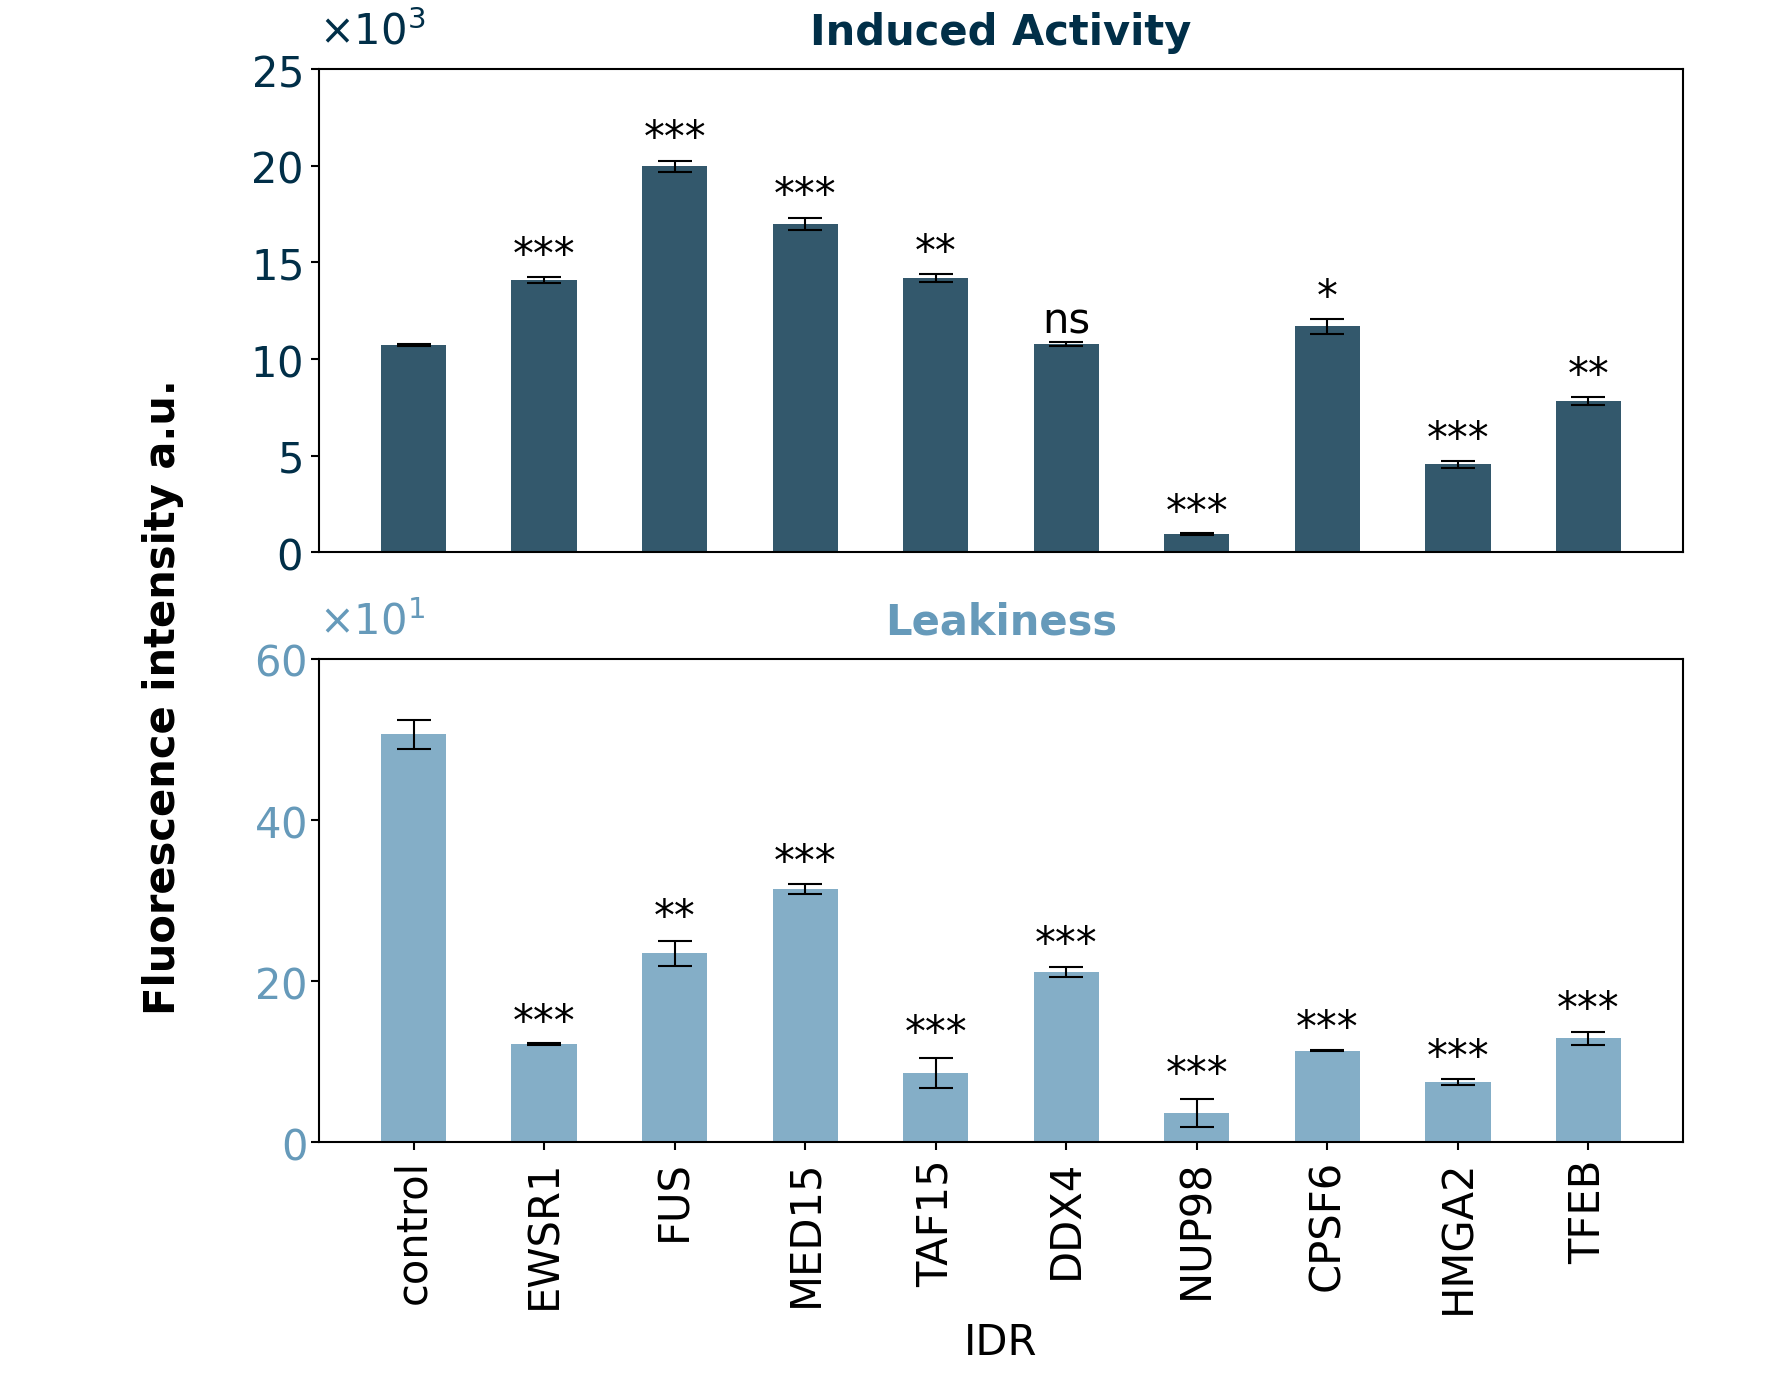 ×10³ Induced Activity
25
20
15
10
5
0
***
***
***
**
ns
***
*
***
**
Fluorescence intensity a.u.
×10¹ Leakiness
60
40
20
0
***
**
***
***
***
***
***
***
***
control
EWSR1
FUS
MED15
TAF15
DDX4
NUP98
CPSF6
HMGA2
TFEB
IDR